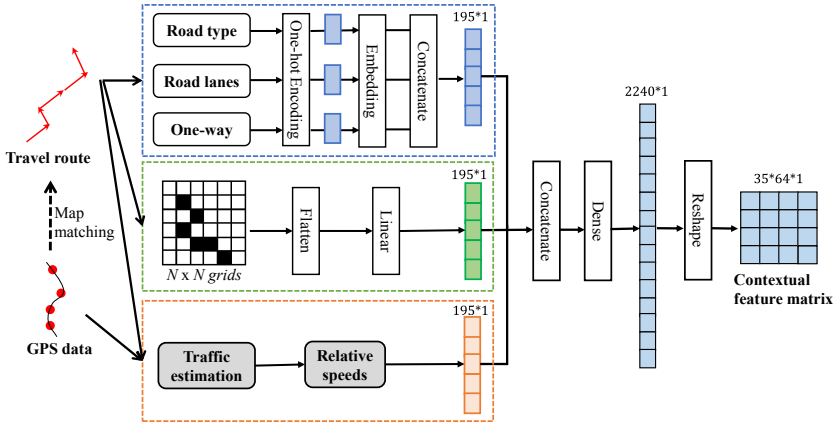 Road type
Road lanes
One-way
One-hot Encoding
Embedding
Concatenate
195*1
Travel route
Map
matching
GPS data
N x N grids
Flatten
Linear
195*1
Traffic
estimation
Relative
speeds
195*1
Concatenate
Dense
2240*1
Reshape
35*64*1
Contextual
feature matrix